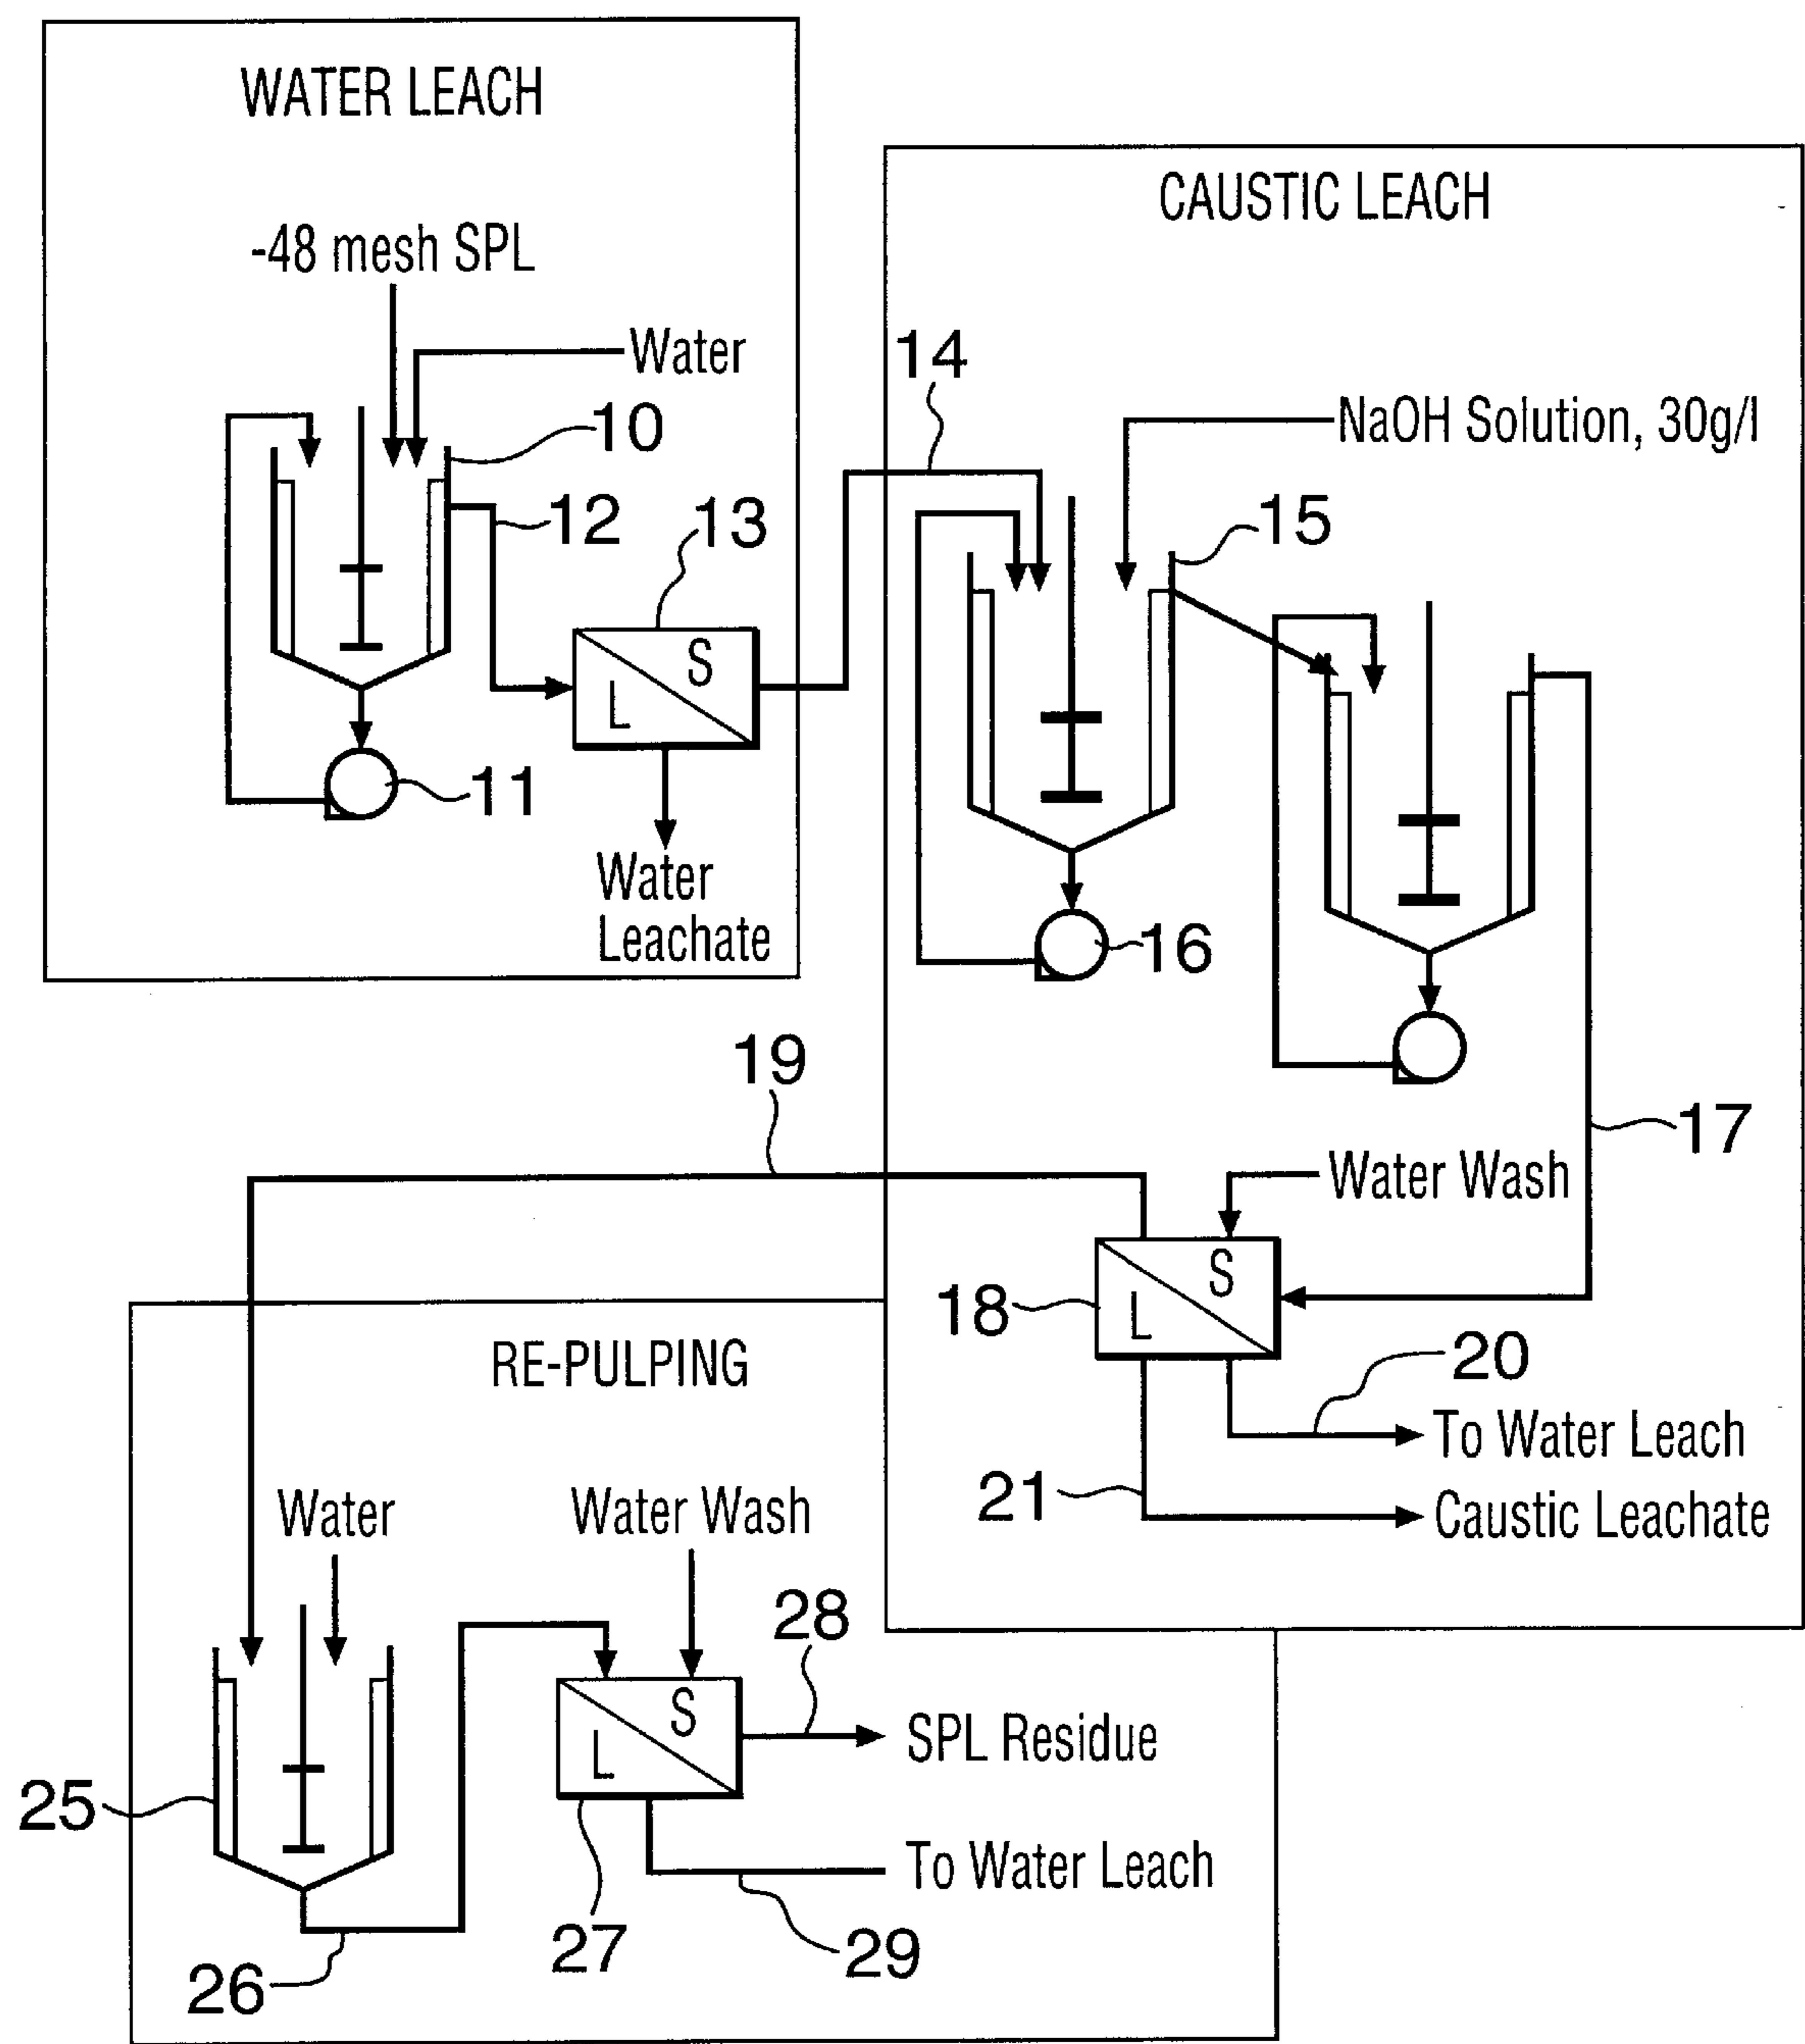 WATER LEACH
-48 mesh SPL
Water
10
12
13
S
L
11
Water
Leachate
CAUSTIC LEACH
14
NaOH Solution, 30g/l
15
16
17
19
Water Wash
S
L
18
20
To Water Leach
21
Caustic Leachate
RE-PULPING
Water
Water Wash
28
S
L
SPL Residue
25
To Water Leach
27
29
26